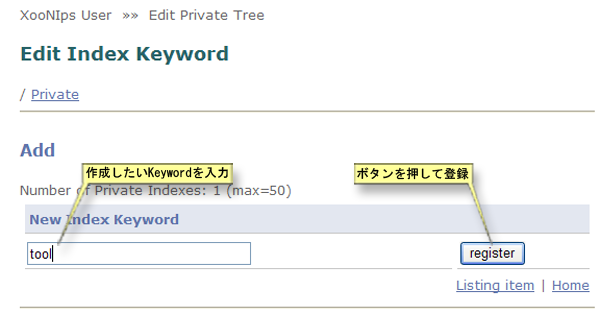 XooNIps User »» Edit Private Tree
Edit Index Keyword
/ Private
Add
作成したいKeywordを入力
ボタンを押して登録
Number of Private Indexes: 1 (max=50)
New Index Keyword
tool
register
Listing item | Home